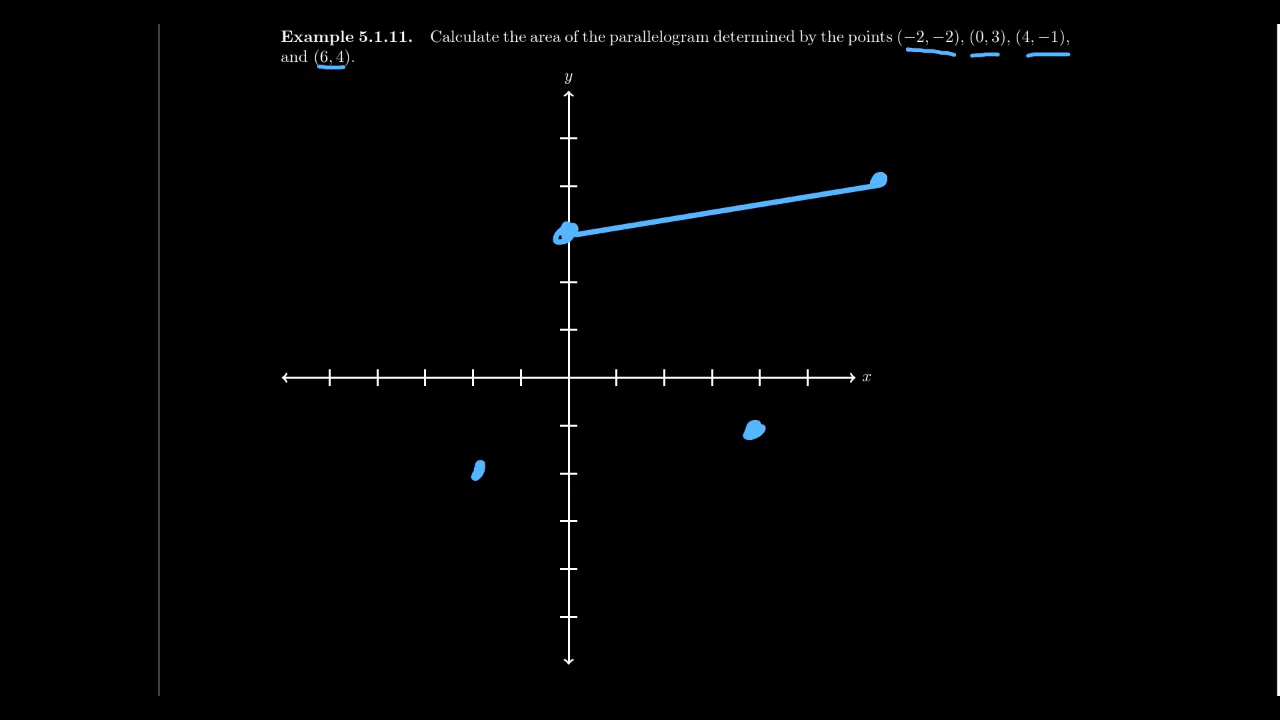 Example 5.1.11. Calculate the area of the parallelogram determined by the points (−2, −2), (0, 3), (4, −1),
and (6, 4).
y
x